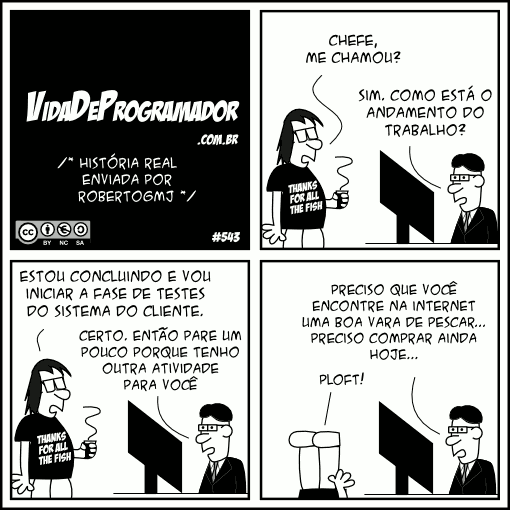 VIDADEPROGRAMADOR
.COM.BR
/* HISTÓRIA REAL
ENVIADA POR
ROBERTOGMJ */
cc
BY NC SA
#543
CHEFE,
ME CHAMOU?
SIM. COMO ESTÁ O
ANDAMENTO DO
TRABALHO?
THANKS
FOR ALL
THE FISH
ESTOU CONCLUINDO E VOU
INICIAR A FASE DE TESTES
DO SISTEMA DO CLIENTE.
CERTO. ENTÃO PARE UM
POUCO PORQUE TENHO
OUTRA ATIVIDADE
PARA VOCÊ
THANKS
FOR ALL
THE FISH
PRECISO QUE VOCÊ
ENCONTRE NA INTERNET
UMA BOA VARA DE PESCAR...
PRECISO COMPRAR AINDA
HOJE...
PLOFT!